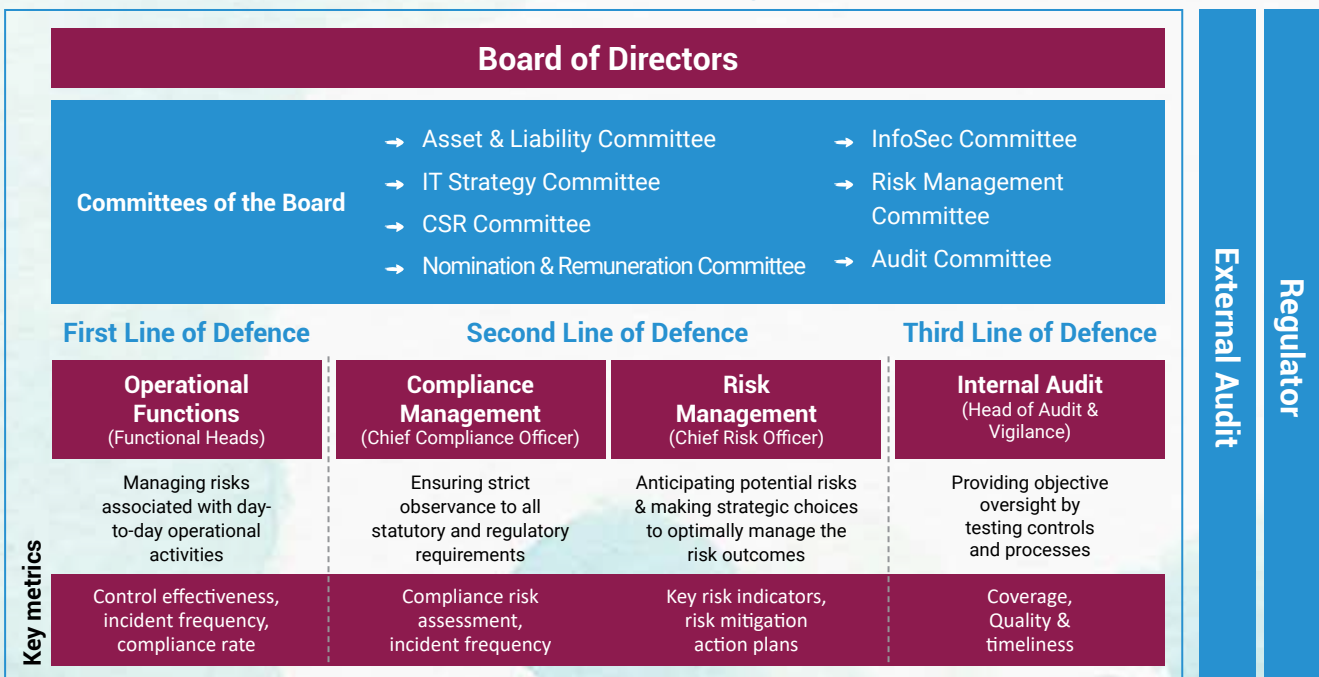 Board of Directors
Committees of the Board
→ Asset & Liability Committee
→ IT Strategy Committee
→ CSR Committee
→ Nomination & Remuneration Committee
→ InfoSec Committee
→ Risk Management
Committee
→ Audit Committee
First Line of Defence
Second Line of Defence
Third Line of Defence
Operational
Functions
(Functional Heads)
Compliance
Management
(Chief Compliance Officer)
Risk
Management
(Chief Risk Officer)
Internal Audit
(Head of Audit &
Vigilance)
Managing risks
associated with day-
to-day operational
activities
Ensuring strict
observance to all
statutory and regulatory
requirements
Anticipating potential risks
& making strategic choices
to optimally manage the
risk outcomes
Providing objective
oversight by
testing controls
and processes
Key metrics
Control effectiveness,
incident frequency,
compliance rate
Compliance risk
assessment,
incident frequency
Key risk indicators,
risk mitigation
action plans
Coverage,
Quality &
timeliness
External Audit
Regulator